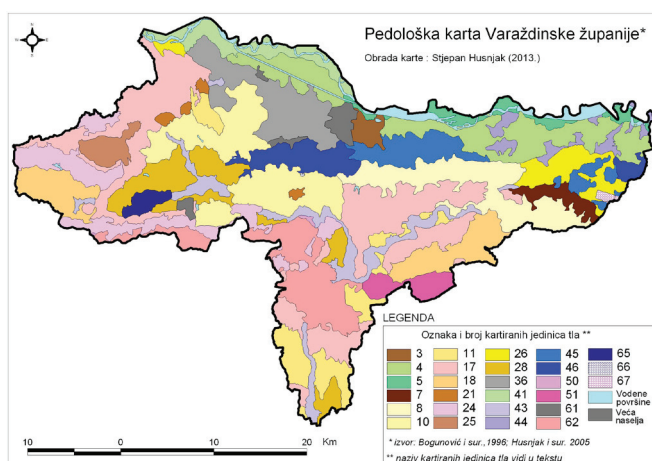 Pedološka karta Varaždinske županije*
Obrada karte : Stjepan Husnjak (2013.)
N
LEGENDA
Oznaka i broj kartiranih jedinica tla **
3 11 26 45 65
4 17 28 46 66
5 18 36 50 67
7 21 41 51 Vodene površine
8 24 43 61 Veća naselja
10 25 44 62
* izvor: Bogunović i sur.,1996; Husnjak i sur. 2005
** naziv kartiranih jedinica tla vidi u tekstu
10 0 10 20 Km